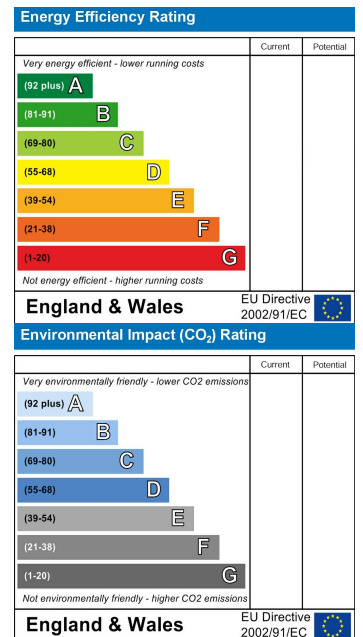 Energy Efficiency Rating
Current Potential
Very energy efficient - lower running costs
(92 plus) A
(81-91) B
(69-80) C
(55-68) D
(39-54) E
(21-38) F
(1-20) G
Not energy efficient - higher running costs
England & Wales EU Directive
2002/91/EC
Environmental Impact (CO₂) Rating
Current Potential
Very environmentally friendly - lower CO2 emissions
(92 plus) A
(81-91) B
(69-80) C
(55-68) D
(39-54) E
(21-38) F
(1-20) G
Not environmentally friendly - higher CO2 emissions
England & Wales EU Directive
2002/91/EC